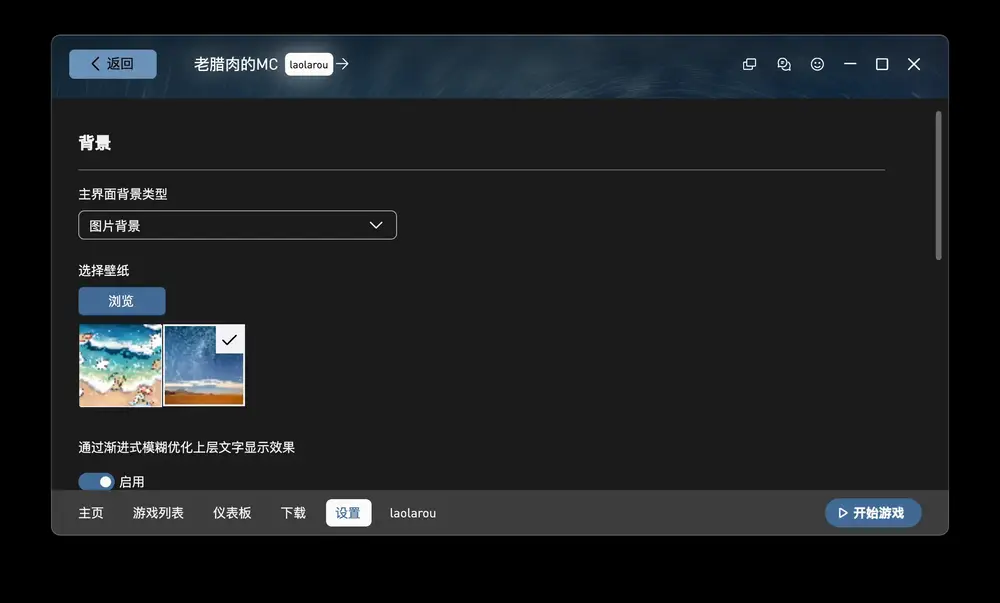 返回 老腊肉的MC laolarou
背景
主界面背景类型
图片背景
选择壁纸
浏览
通过渐进式模糊优化上层文字显示效果
启用
主页 游戏列表 仪表板 下载 设置 laolarou 开始游戏